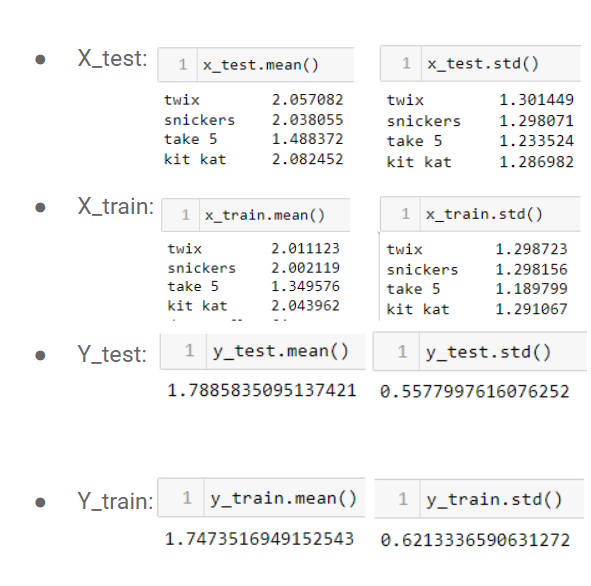 X_test:
1 x_test.mean()
1 x_test.std()
twix 2.057082
snickers 2.038055
take 5 1.488372
kit kat 2.082452
twix 1.301449
snickers 1.298071
take 5 1.233524
kit kat 1.286982
X_train:
1 x_train.mean()
1 x_train.std()
twix 2.011123
snickers 2.002119
take 5 1.349576
kit kat 2.043962
twix 1.298723
snickers 1.298156
take 5 1.189799
kit kat 1.291067
Y_test:
1 y_test.mean()
1 y_test.std()
1.7885835095137421
0.5577997616076252
Y_train:
1 y_train.mean()
1 y_train.std()
1.7473516949152543
0.6213336590631272